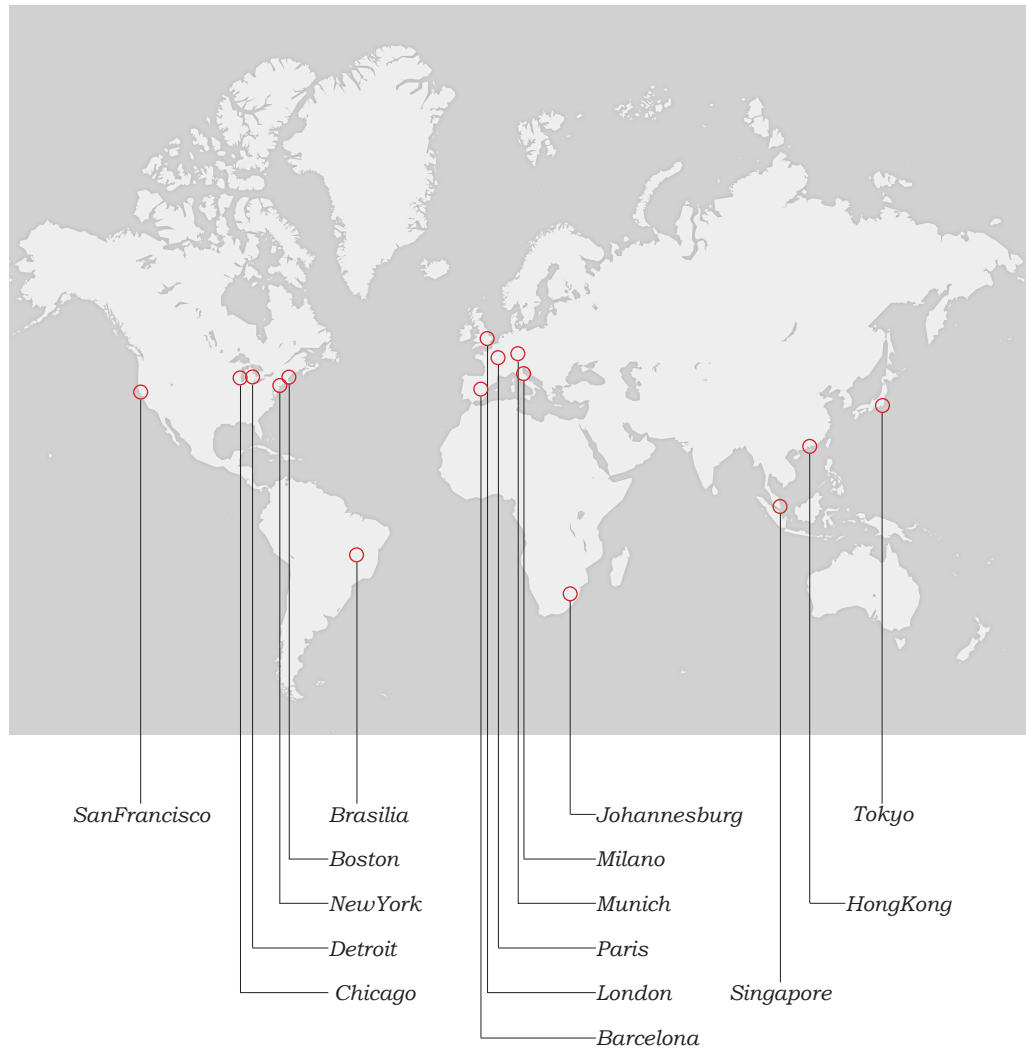 SanFrancisco
Brasilia
Johannesburg
Tokyo
Boston
Milano
NewYork
Munich
HongKong
Detroit
Paris
Chicago
London
Singapore
Barcelona